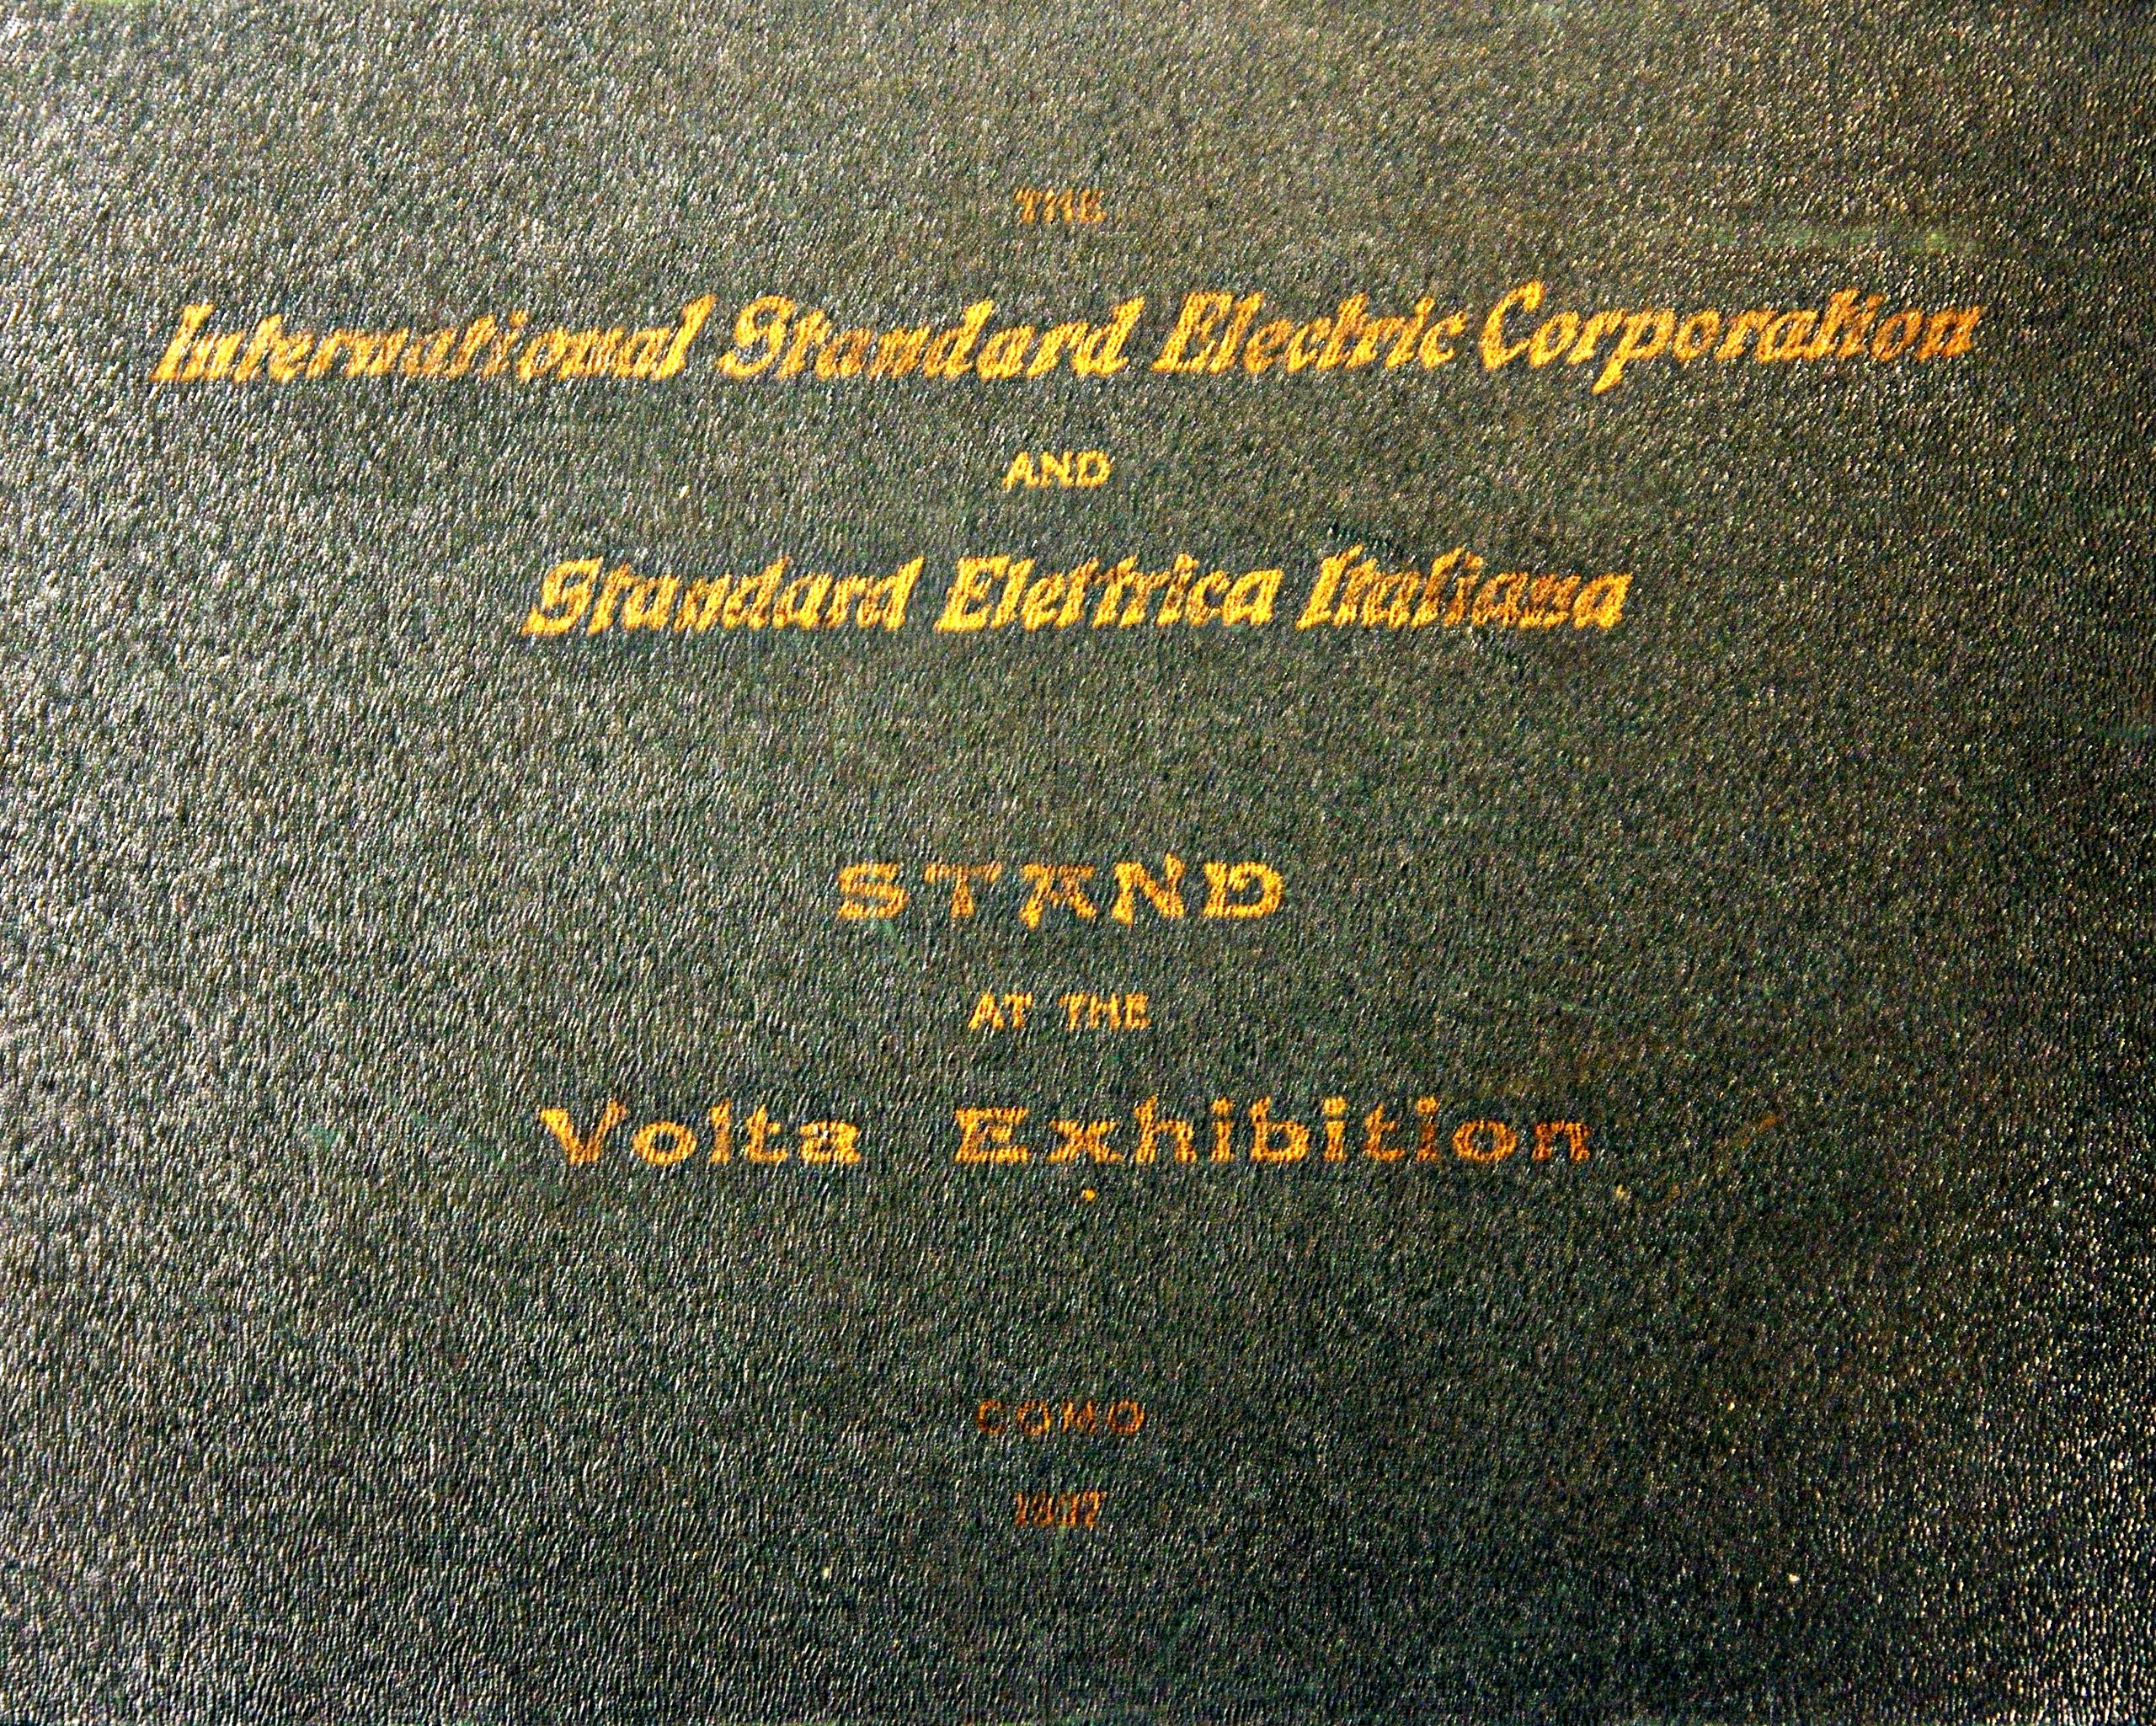 THE
International Standard Electric Corporation
AND
Standard Elettrica Italiana
STAND
AT THE
Volta Exhibition
COMO